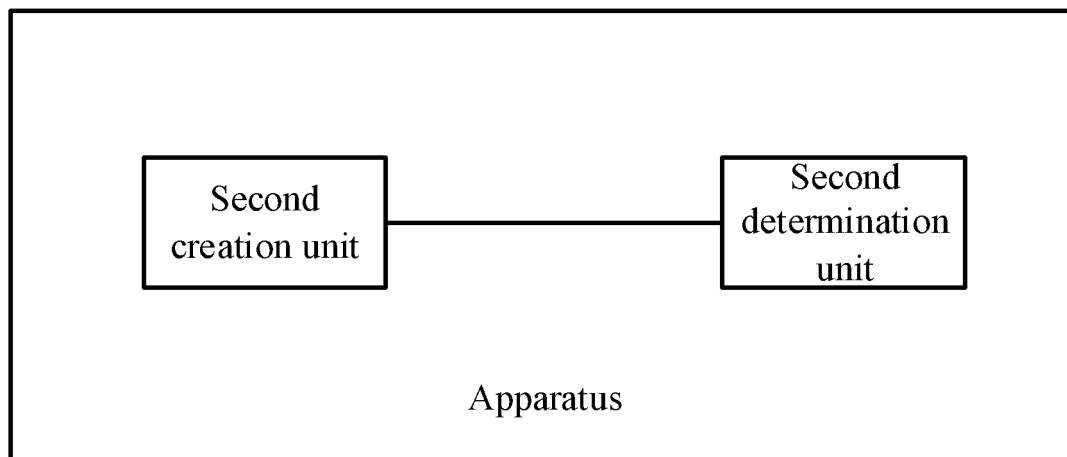 Second
creation unit
Second
determination
unit
Apparatus